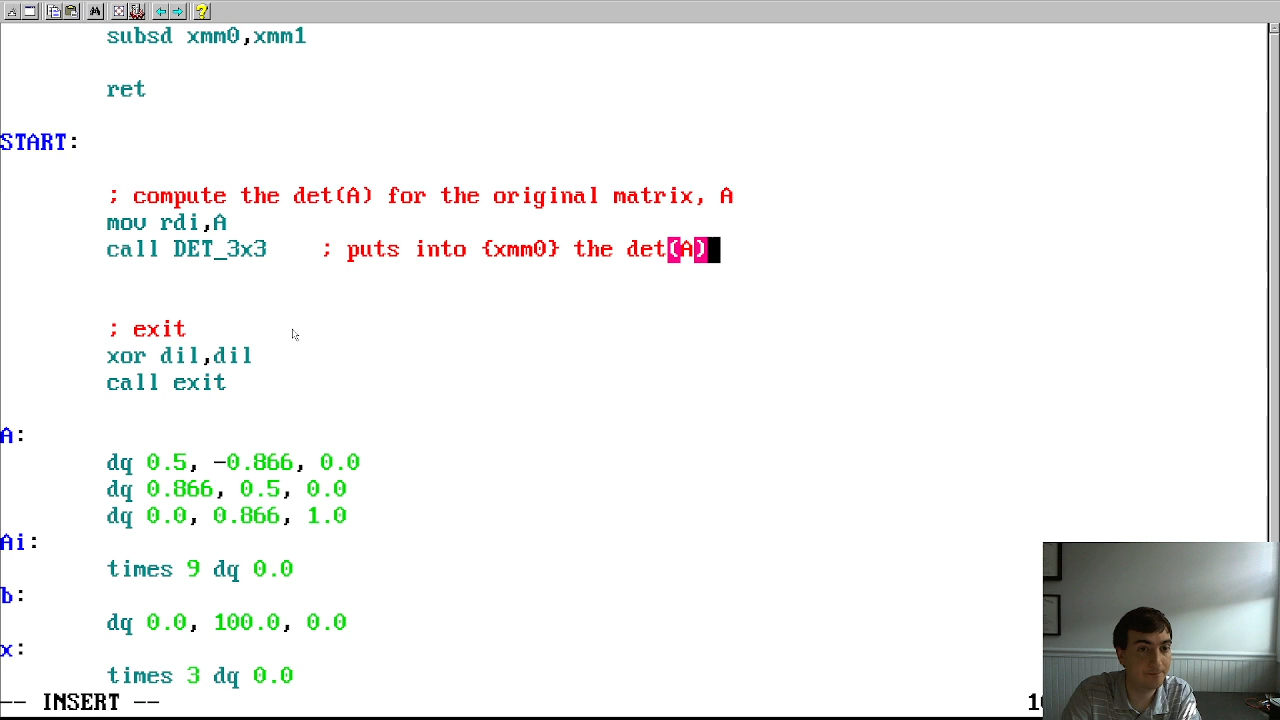 subsd xmm0,xmm1
ret
START:
; compute the det(A) for the original matrix, A
mov rdi,A
call DET_3x3    ; puts into {xmm0} the det(A)
; exit
xor dil,dil
call exit
A:
dq 0.5, -0.866, 0.0
dq 0.866, 0.5, 0.0
dq 0.0, 0.866, 1.0
Ai:
times 9 dq 0.0
b:
dq 0.0, 100.0, 0.0
x:
times 3 dq 0.0
-- INSERT --